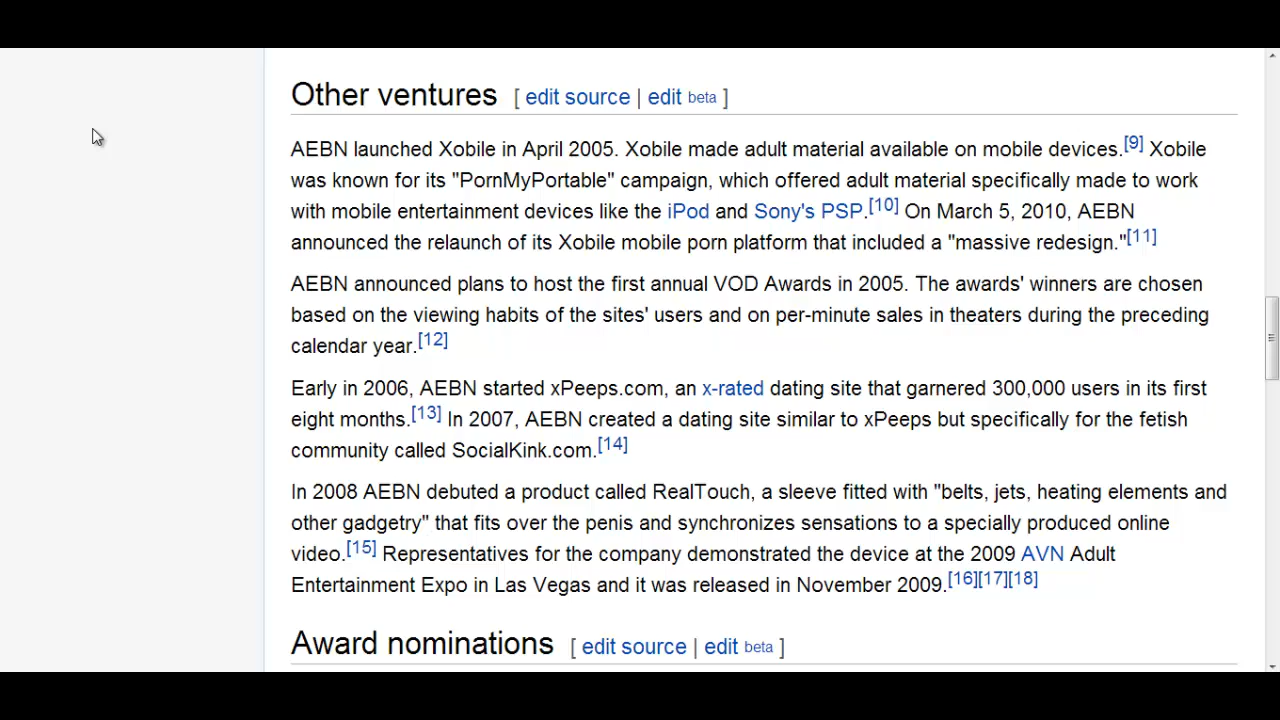 Other ventures [ edit source | edit beta ]
AEBN launched Xobile in April 2005. Xobile made adult material available on mobile devices.[9] Xobile
was known for its "PornMyPortable" campaign, which offered adult material specifically made to work
with mobile entertainment devices like the iPod and Sony's PSP.[10] On March 5, 2010, AEBN
announced the relaunch of its Xobile mobile porn platform that included a "massive redesign."[11]
AEBN announced plans to host the first annual VOD Awards in 2005. The awards' winners are chosen
based on the viewing habits of the sites' users and on per-minute sales in theaters during the preceding
calendar year.[12]
Early in 2006, AEBN started xPeeps.com, an x-rated dating site that garnered 300,000 users in its first
eight months.[13] In 2007, AEBN created a dating site similar to xPeeps but specifically for the fetish
community called SocialKink.com.[14]
In 2008 AEBN debuted a product called RealTouch, a sleeve fitted with "belts, jets, heating elements and
other gadgetry" that fits over the penis and synchronizes sensations to a specially produced online
video.[15] Representatives for the company demonstrated the device at the 2009 AVN Adult
Entertainment Expo in Las Vegas and it was released in November 2009.[16][17][18]
Award nominations [ edit source | edit beta ]